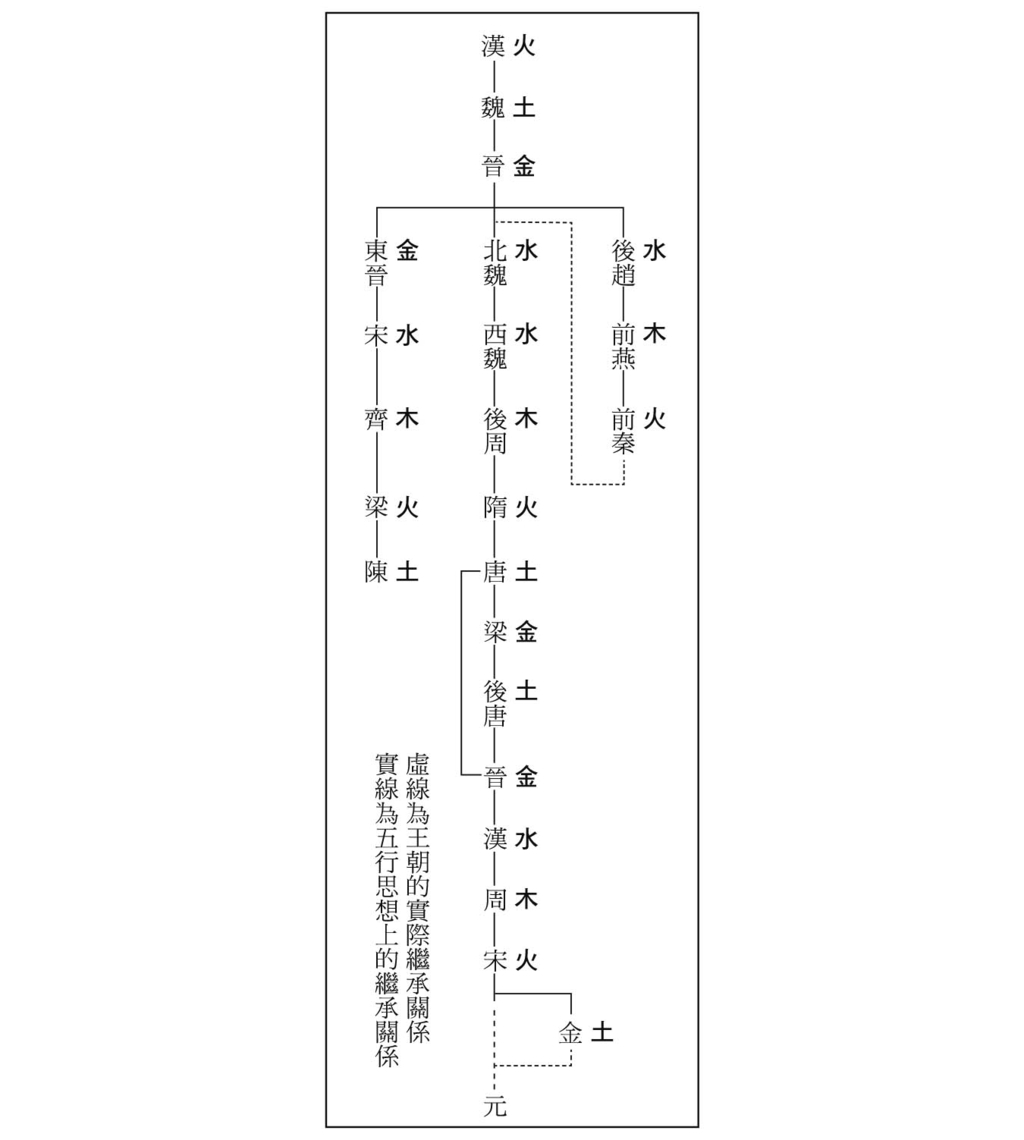 漢 火
魏 土
晉 金
東晉 金
北魏 水
後趙 水
宋 水
西魏 水
前燕 木
齊 木
後周 木
前秦 火
梁 火
隋 火
陳 土
唐 土
梁 金
後唐 土
晉 金
漢 水
周 木
宋 火
金 土
元
虛線為王朝的實際繼承關係
實線為五行思想上的繼承關係